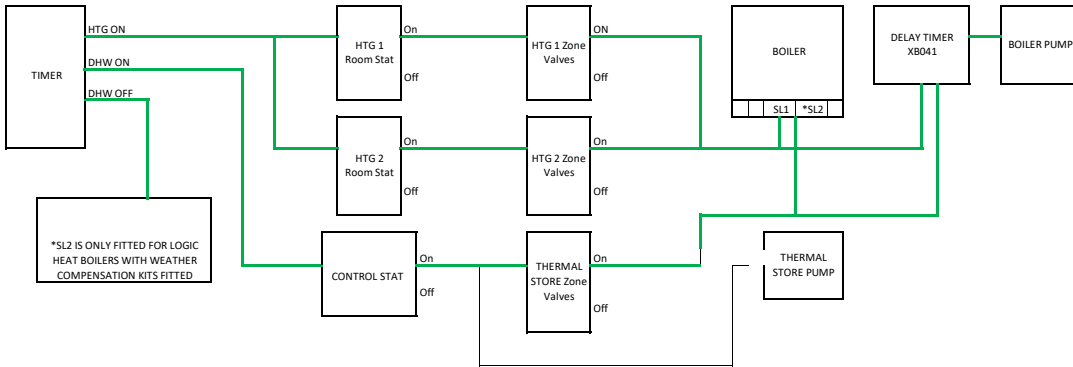 TIMER
HTG ON
DHW ON
DHW OFF
*SL2 IS ONLY FITTED FOR LOGIC
HEAT BOILERS WITH WEATHER
COMPENSATION KITS FITTED
HTG 1
Room Stat
On
Off
HTG 1 Zone
Valves
ON
Off
HTG 2
Room Stat
On
Off
HTG 2 Zone
Valves
On
Off
CONTROL STAT
On
Off
THERMAL
STORE Zone
Valves
On
Off
BOILER
SL1
*SL2
DELAY TIMER
XB041
BOILER PUMP
THERMAL
STORE PUMP